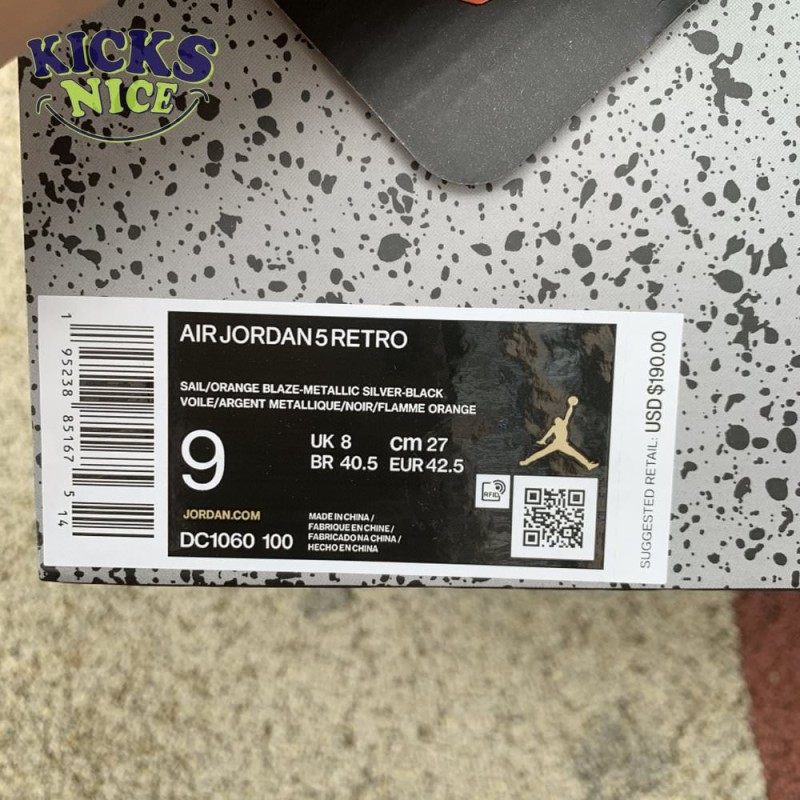 KICKS
NICE
AIR JORDAN 5 RETRO
SAIL/ORANGE BLAZE-METALLIC SILVER-BLACK
VOILE/ARGENT METALLIQUE/NOIR/FLAMME ORANGE
9
UK 8 cm 27
BR 40.5 EUR 42.5
RFID
JORDAN.COM
DC1060 100
MADE IN CHINA /
FABRIQUE EN CHINE /
FABRICADO NA CHINA /
HECHO EN CHINA
1 95238 85167 5 14
SUGGESTED RETAIL: USD $190.00